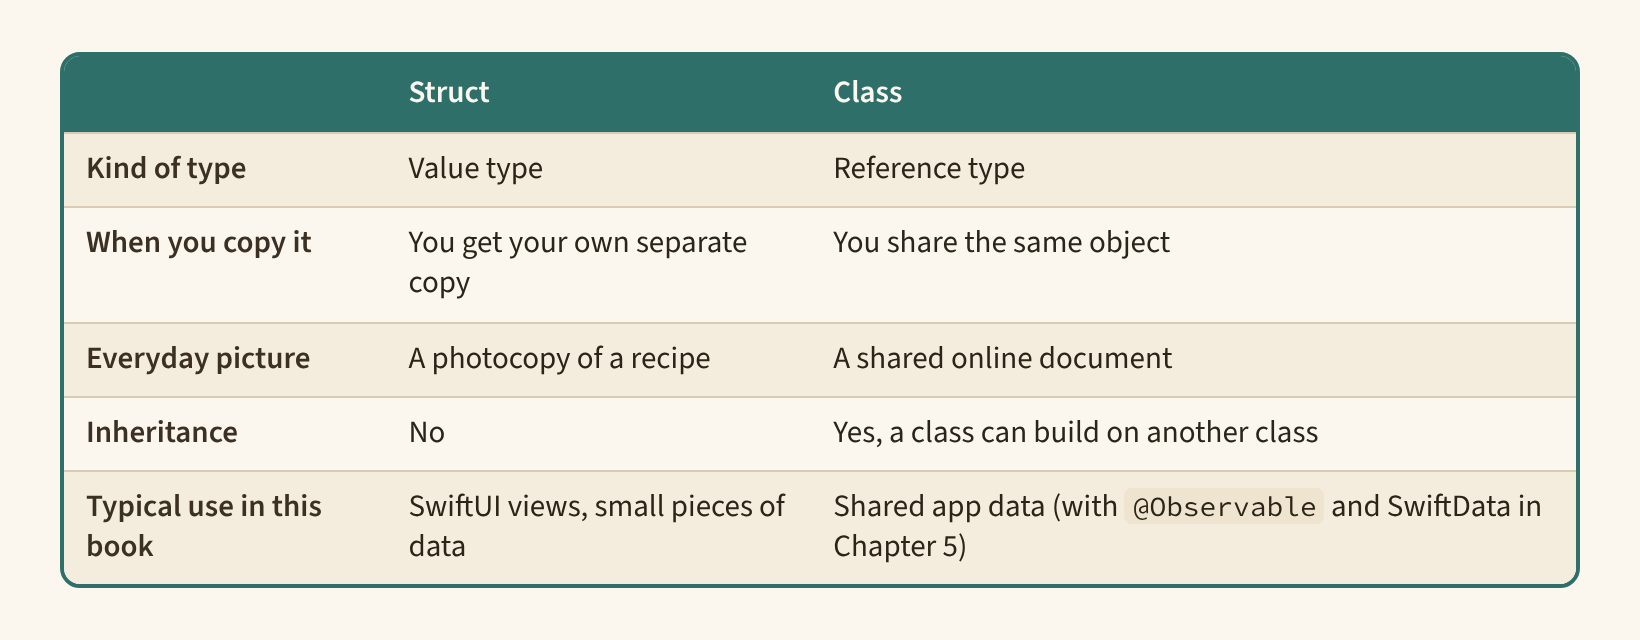 Struct Class
Kind of type Value type Reference type
When you copy it You get your own separate You share the same object
copy
Everyday picture A photocopy of a recipe A shared online document
Inheritance No Yes, a class can build on another class
Typical use in this SwiftUI views, small pieces of Shared app data (with @Observable and SwiftData in
book data Chapter 5)